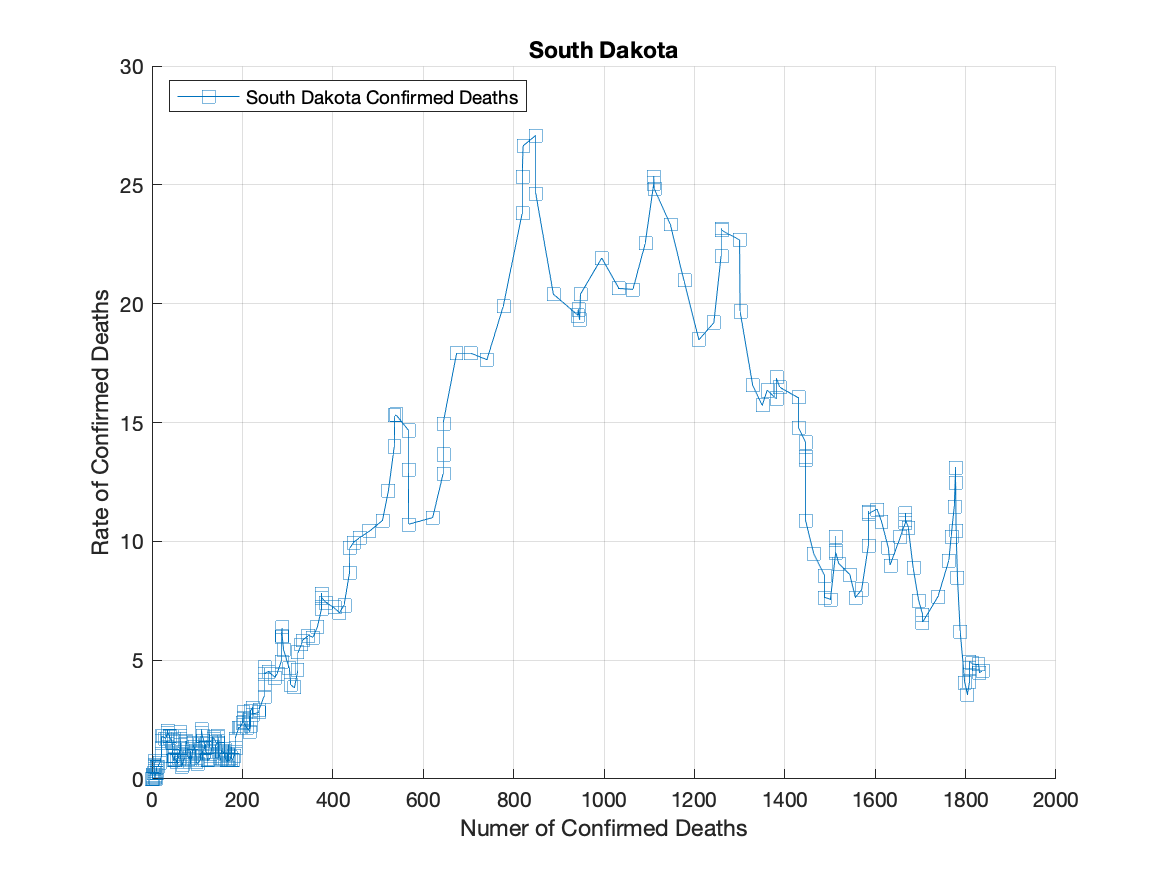 South Dakota
South Dakota Confirmed Deaths
Rate of Confirmed Deaths
30
25
20
15
10
5
0
0 200 400 600 800 1000 1200 1400 1600 1800 2000
Numer of Confirmed Deaths